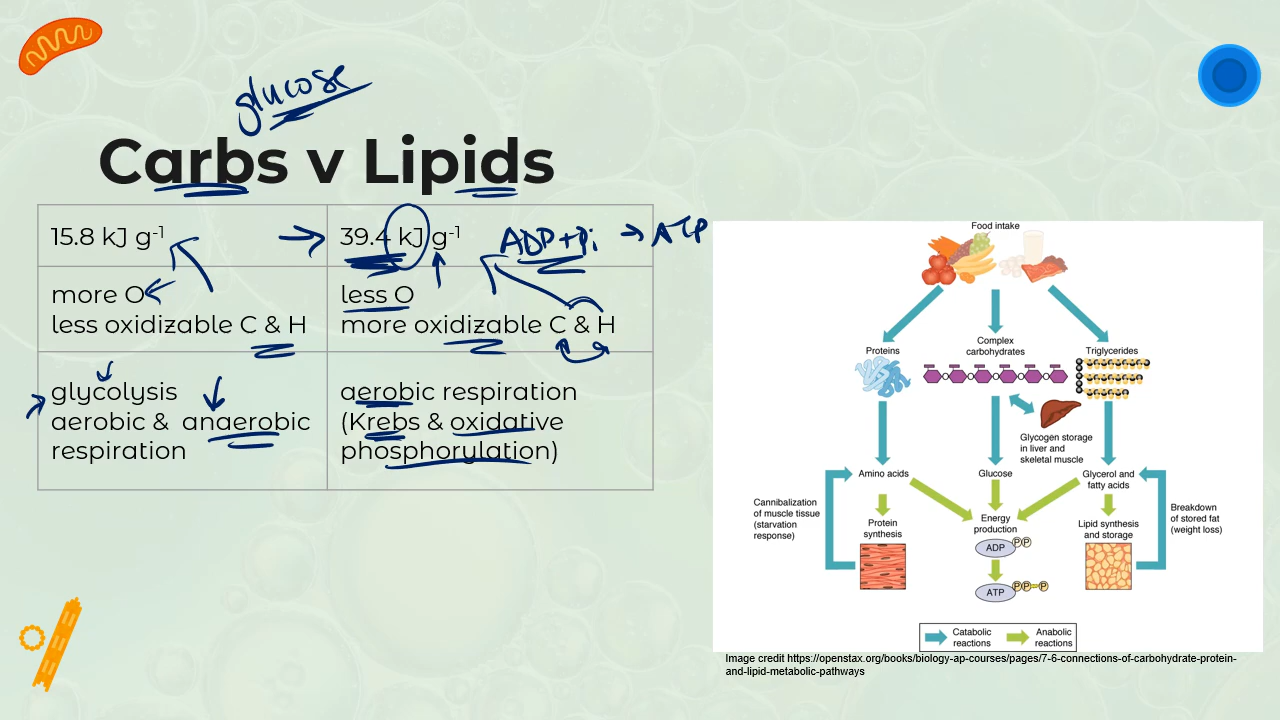 glucose
Carbs v Lipids
15.8 kJ g-1
39.4 kJ g-1
ADP + Pi → ATP
more O
less oxidizable C & H
less O
more oxidizable C & H
glycolysis
aerobic & anaerobic
respiration
aerobic respiration
(Krebs & oxidative
phosphorylation)
Food intake
Proteins
Complex
carbohydrates
Triglycerides
Glycogen storage
in liver and
skeletal muscle
Amino acids
Glucose
Glycerol and
fatty acids
Cannibalization
of muscle tissue
(starvation
response)
Protein
synthesis
Energy
production
Lipid synthesis
and storage
Breakdown
of stored fat
(weight loss)
ADP P P
ATP P P P
Catabolic
reactions
Anabolic
reactions
Image credit https://openstax.org/books/biology-ap-courses/pages/7-6-connections-of-carbohydrate-protein-
and-lipid-metabolic-pathways